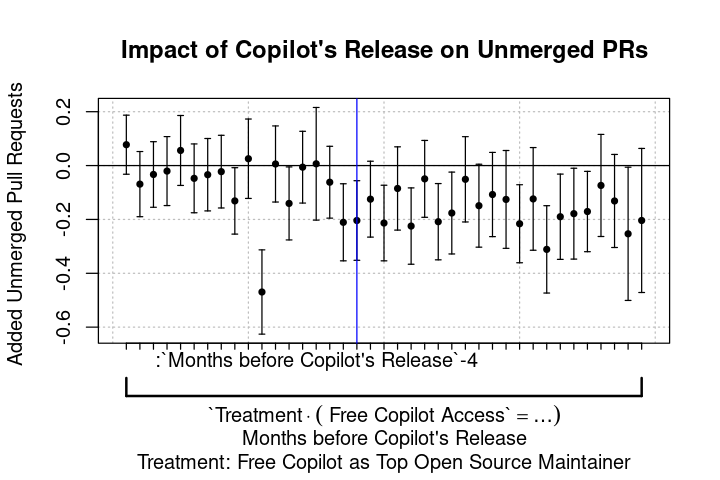 Impact of Copilot's Release on Unmerged PRs
Added Unmerged Pull Requests
0.2
0.0
-0.2
-0.4
-0.6
:`Months before Copilot's Release`-4
`Treatment · ( Free Copilot Access` = …)
Months before Copilot's Release
Treatment: Free Copilot as Top Open Source Maintainer